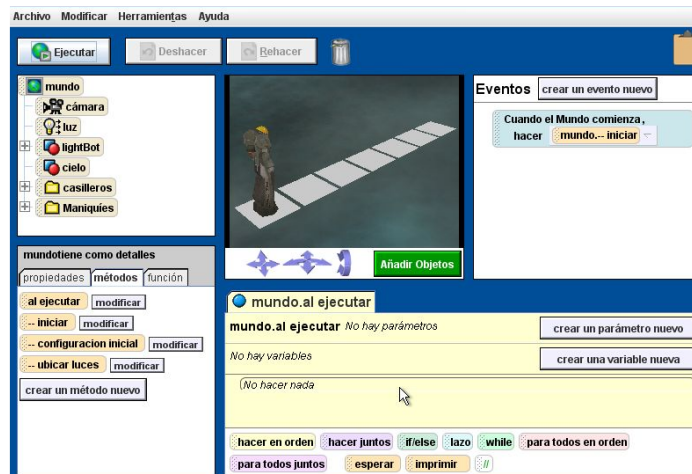 Archivo Modificar Herramientas Ayuda
Ejecutar Deshacer Rehacer
mundo
cámara
luz
lightBot
cielo
casilleros
Maniquíes
Añadir Objetos
Eventos crear un evento nuevo
Cuando el Mundo comienza,
hacer mundo.-- iniciar
mundotiene como detalles
propiedades métodos función
al ejecutar modificar
-- iniciar modificar
-- configuracion inicial modificar
-- ubicar luces modificar
crear un método nuevo
mundo.al ejecutar
mundo.al ejecutar No hay parámetros crear un parámetro nuevo
No hay variables crear una variable nueva
(No hacer nada
hacer en orden hacer juntos if/else lazo while para todos en orden
para todos juntos esperar imprimir //